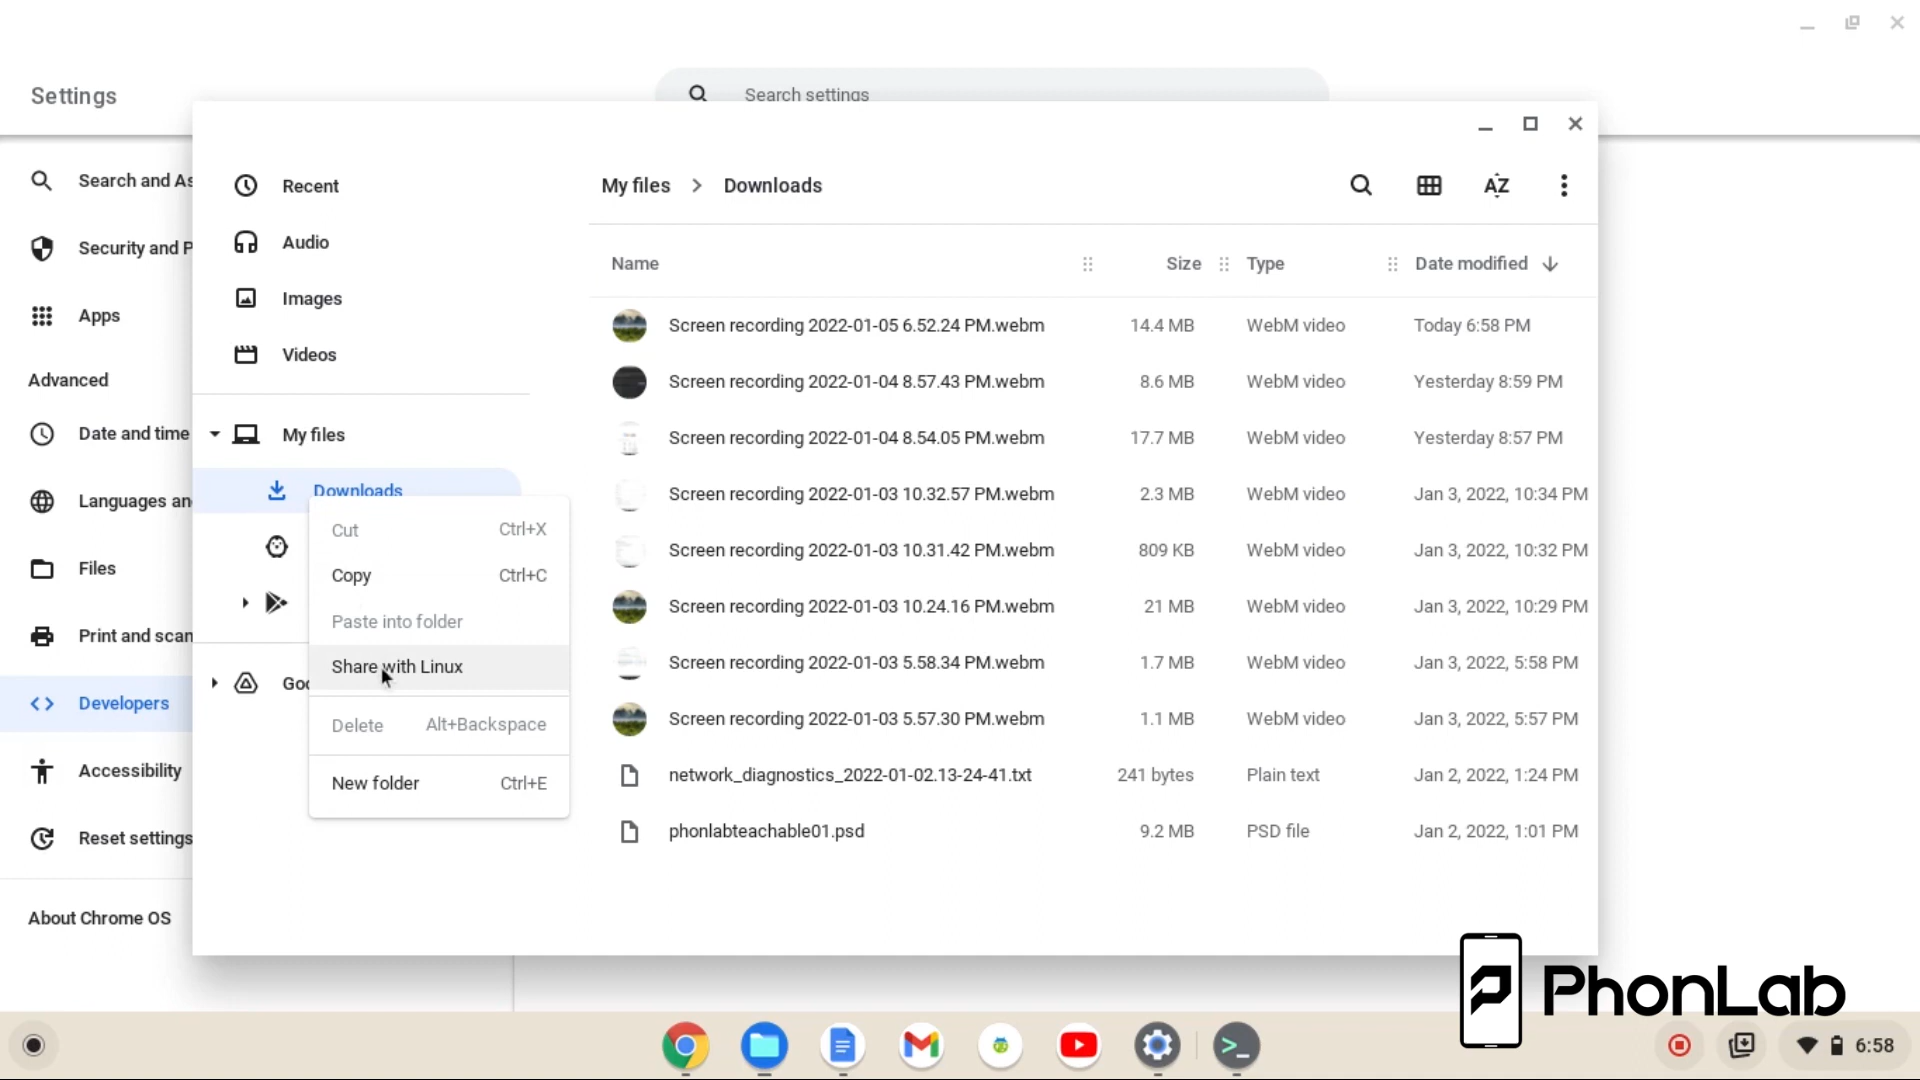 Settings
Search settings
Search and As
Security and P
Apps
Advanced
Date and time
Languages an
Files
Print and scan
Developers
Accessibility
Reset settings
About Chrome OS
Recent
Audio
Images
Videos
My files
Downloads
Goo
Cut Ctrl+X
Copy Ctrl+C
Paste into folder
Share with Linux
Delete Alt+Backspace
New folder Ctrl+E
My files > Downloads
AZ
Name Size Type Date modified
Screen recording 2022-01-05 6.52.24 PM.webm 14.4 MB WebM video Today 6:58 PM
Screen recording 2022-01-04 8.57.43 PM.webm 8.6 MB WebM video Yesterday 8:59 PM
Screen recording 2022-01-04 8.54.05 PM.webm 17.7 MB WebM video Yesterday 8:57 PM
Screen recording 2022-01-03 10.32.57 PM.webm 2.3 MB WebM video Jan 3, 2022, 10:34 PM
Screen recording 2022-01-03 10.31.42 PM.webm 809 KB WebM video Jan 3, 2022, 10:32 PM
Screen recording 2022-01-03 10.24.16 PM.webm 21 MB WebM video Jan 3, 2022, 10:29 PM
Screen recording 2022-01-03 5.58.34 PM.webm 1.7 MB WebM video Jan 3, 2022, 5:58 PM
Screen recording 2022-01-03 5.57.30 PM.webm 1.1 MB WebM video Jan 3, 2022, 5:57 PM
network_diagnostics_2022-01-02.13-24-41.txt 241 bytes Plain text Jan 2, 2022, 1:24 PM
phonlabteachable01.psd 9.2 MB PSD file Jan 2, 2022, 1:01 PM
PhonLab
6:58